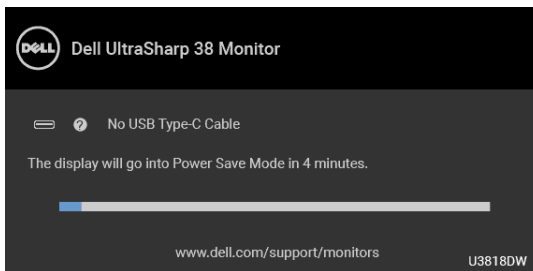 DELL Dell UltraSharp 38 Monitor
? No USB Type-C Cable
The display will go into Power Save Mode in 4 minutes.
www.dell.com/support/monitors
U3818DW